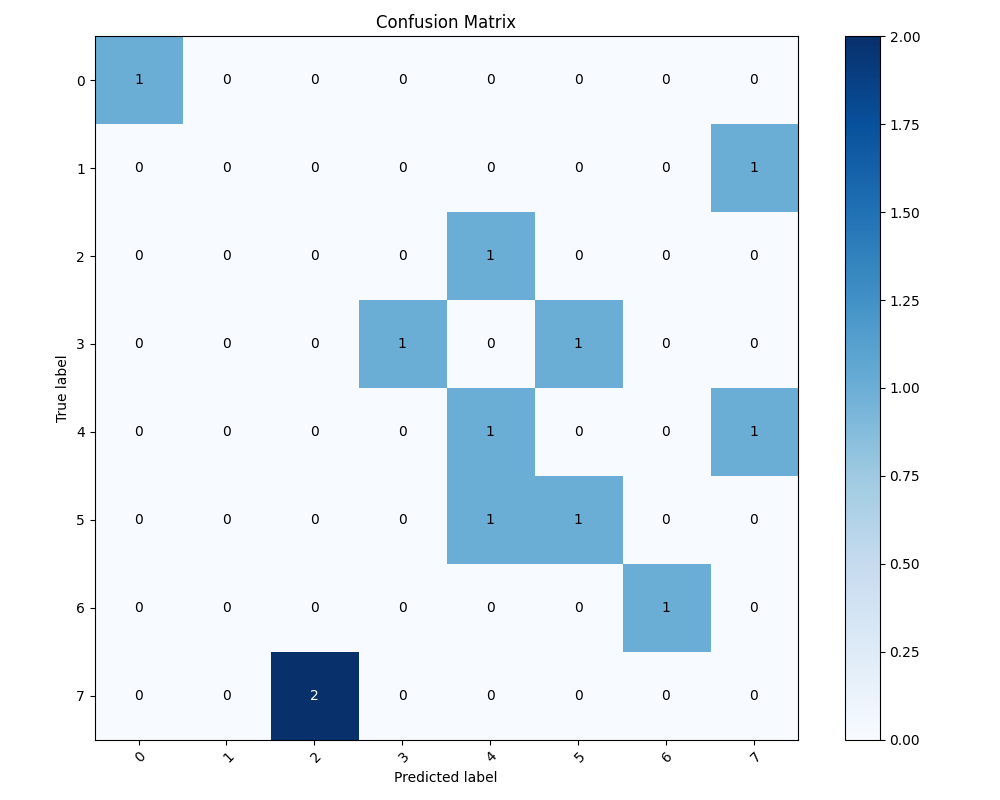 Confusion Matrix
0 1 0 0 0 0 0 0 0
1 0 0 0 0 0 0 0 1
2 0 0 0 0 1 0 0 0
3 0 0 0 1 0 1 0 0
4 0 0 0 0 1 0 0 1
5 0 0 0 0 1 1 0 0
6 0 0 0 0 0 0 1 0
7 0 0 2 0 0 0 0 0
0 1 2 3 4 5 6 7
True label
Predicted label
2.00
1.75
1.50
1.25
1.00
0.75
0.50
0.25
0.00